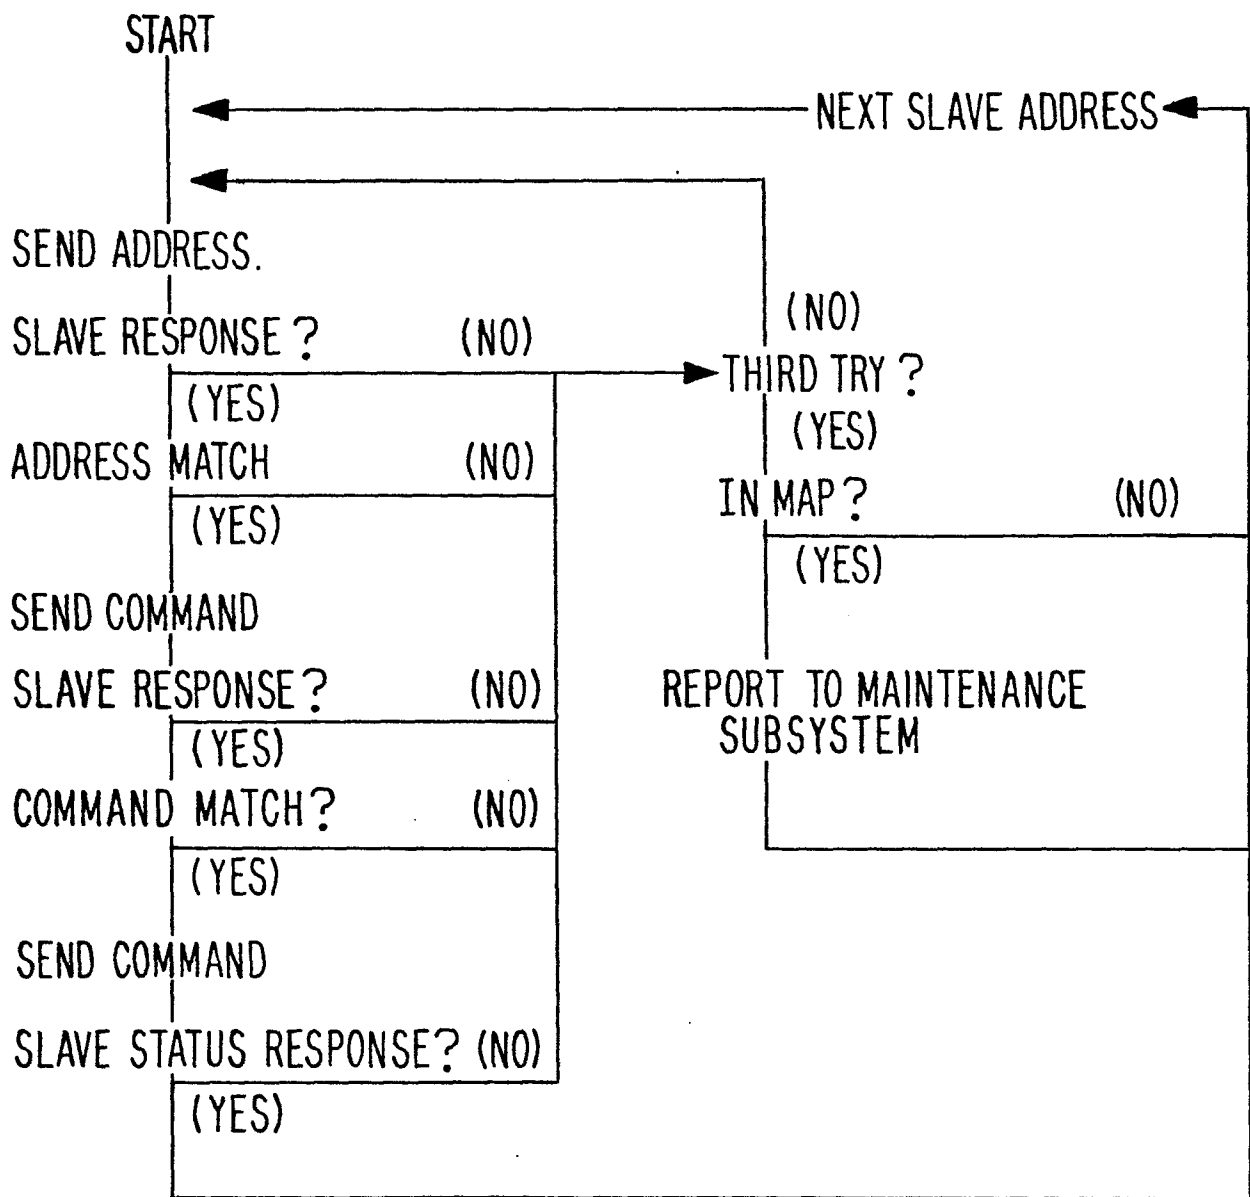 START
NEXT SLAVE ADDRESS
SEND ADDRESS.
SLAVE RESPONSE? (NO)
(YES)
ADDRESS MATCH (NO)
(YES)
SEND COMMAND
SLAVE RESPONSE? (NO)
(YES)
COMMAND MATCH? (NO)
(YES)
SEND COMMAND
SLAVE STATUS RESPONSE? (NO)
(YES)
(NO)
THIRD TRY?
(YES)
IN MAP? (NO)
(YES)
REPORT TO MAINTENANCE
SUBSYSTEM